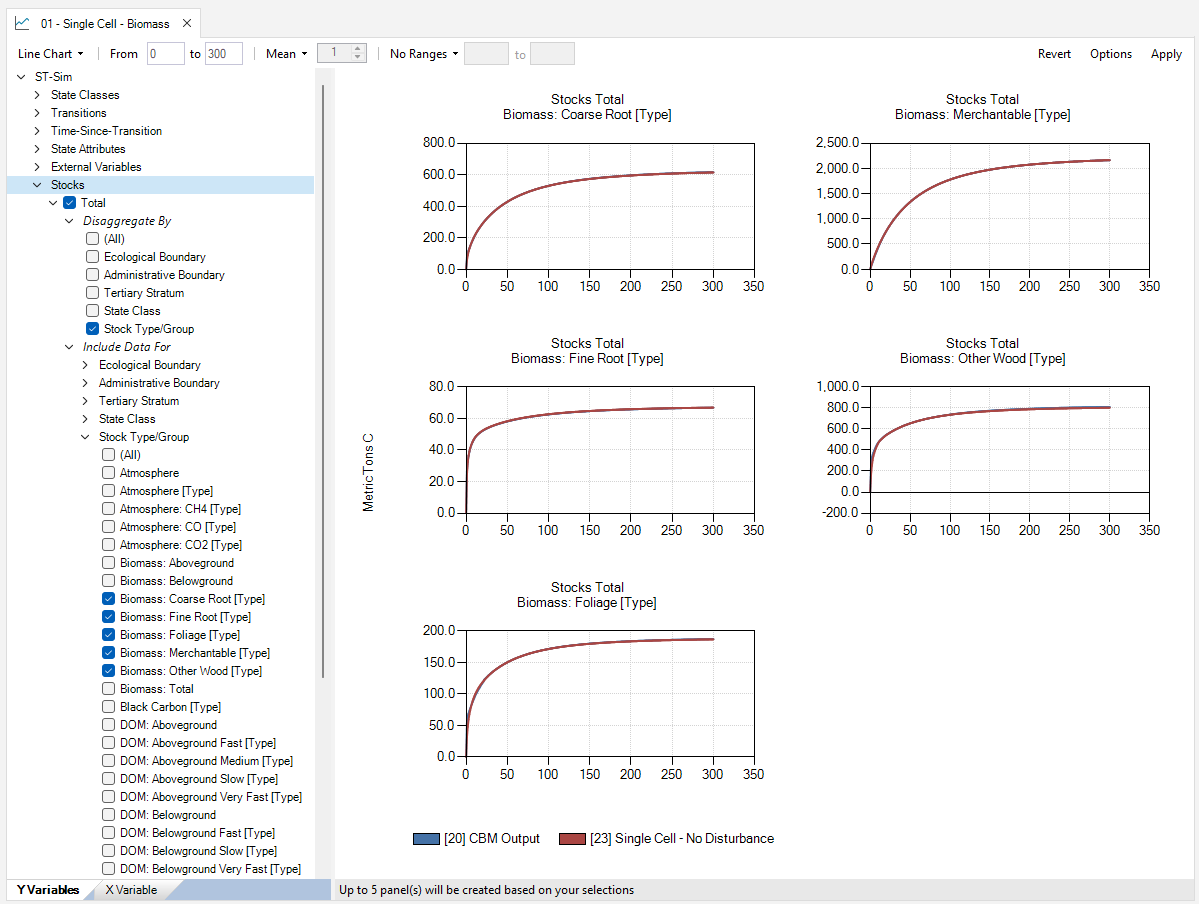 01 - Single Cell - Biomass
Line Chart From 0 to 300 Mean 1 No Ranges to Revert Options Apply
ST-Sim
State Classes
Transitions
Time-Since-Transition
State Attributes
External Variables
Stocks
Total
Disaggregate By
(All)
Ecological Boundary
Administrative Boundary
Tertiary Stratum
State Class
Stock Type/Group
Include Data For
Ecological Boundary
Administrative Boundary
Tertiary Stratum
State Class
Stock Type/Group
(All)
Atmosphere
Atmosphere [Type]
Atmosphere: CH4 [Type]
Atmosphere: CO [Type]
Atmosphere: CO2 [Type]
Biomass: Aboveground
Biomass: Belowground
Biomass: Coarse Root [Type]
Biomass: Fine Root [Type]
Biomass: Foliage [Type]
Biomass: Merchantable [Type]
Biomass: Other Wood [Type]
Biomass: Total
Black Carbon [Type]
DOM: Aboveground
DOM: Aboveground Fast [Type]
DOM: Aboveground Medium [Type]
DOM: Aboveground Slow [Type]
DOM: Aboveground Very Fast [Type]
DOM: Belowground
DOM: Belowground Fast [Type]
DOM: Belowground Slow [Type]
DOM: Belowground Very Fast [Type]
Y Variables X Variable
Metric Tons C
Stocks Total
Biomass: Coarse Root [Type]
800.0
600.0
400.0
200.0
0.0
0 50 100 150 200 250 300 350
Stocks Total
Biomass: Merchantable [Type]
2,500.0
2,000.0
1,500.0
1,000.0
500.0
0.0
0 50 100 150 200 250 300 350
Stocks Total
Biomass: Fine Root [Type]
80.0
60.0
40.0
20.0
0.0
0 50 100 150 200 250 300 350
Stocks Total
Biomass: Other Wood [Type]
1,000.0
800.0
600.0
400.0
200.0
0.0
-200.0
0 50 100 150 200 250 300 350
Stocks Total
Biomass: Foliage [Type]
200.0
150.0
100.0
50.0
0.0
0 50 100 150 200 250 300 350
[20] CBM Output [23] Single Cell - No Disturbance
Up to 5 panel(s) will be created based on your selections